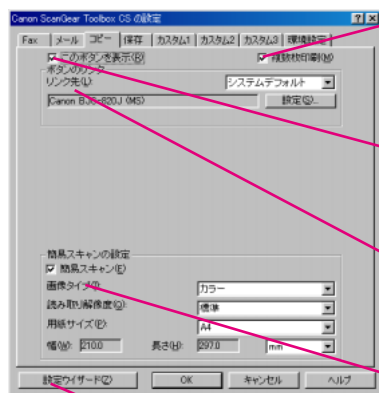 Canon ScanGear Toolbox CS の設定
Fax メール コピー 保存 カスタム1 カスタム2 カスタム3 環境設定
このボタンを表示(B) 複数枚印刷(M)
ボタンのリンク
リンク先(L) システムデフォルト
Canon BJC-820J (MS) 設定(S)...
簡易スキャンの設定
簡易スキャン(E)
画像タイプ(I): カラー
読み取り解像度(Q): 標準
用紙サイズ(P): A4
幅(W): 210.0 長さ(H): 297.0 mm
設定ウィザード(Z) OK キャンセル ヘルプ